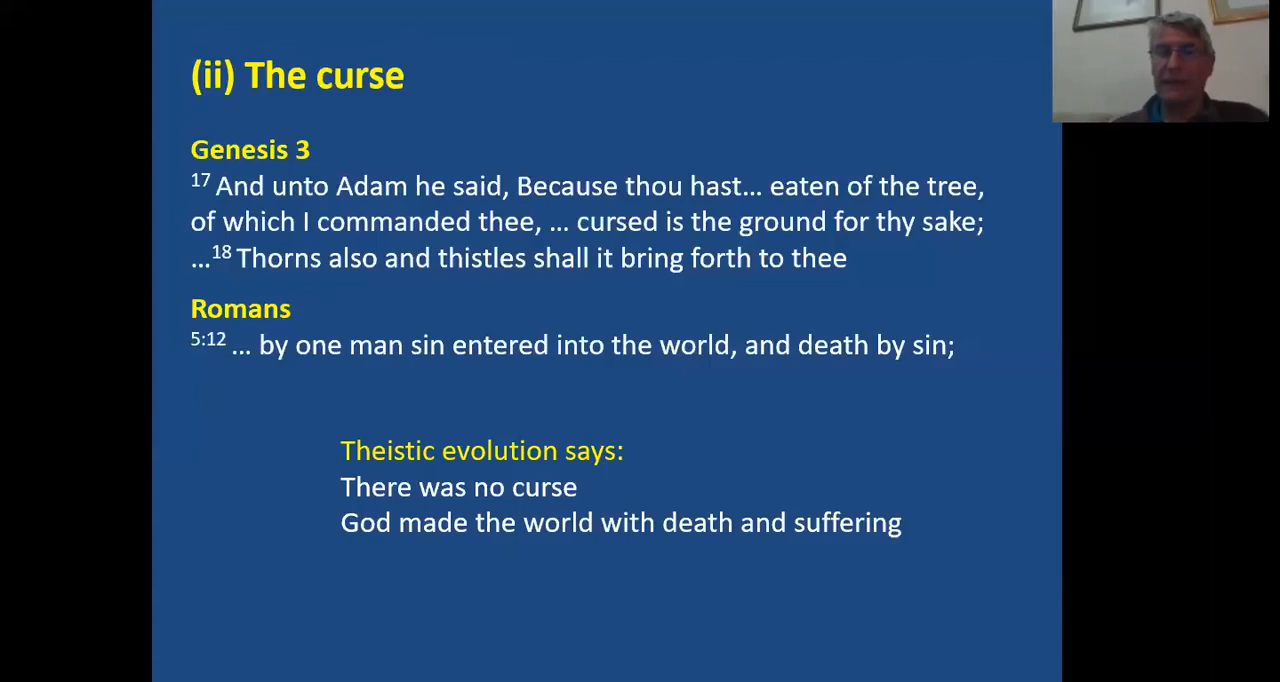 (ii) The curse
Genesis 3
17 And unto Adam he said, Because thou hast… eaten of the tree,
of which I commanded thee, … cursed is the ground for thy sake;
…18 Thorns also and thistles shall it bring forth to thee
Romans
5:12 … by one man sin entered into the world, and death by sin;
Theistic evolution says:
There was no curse
God made the world with death and suffering